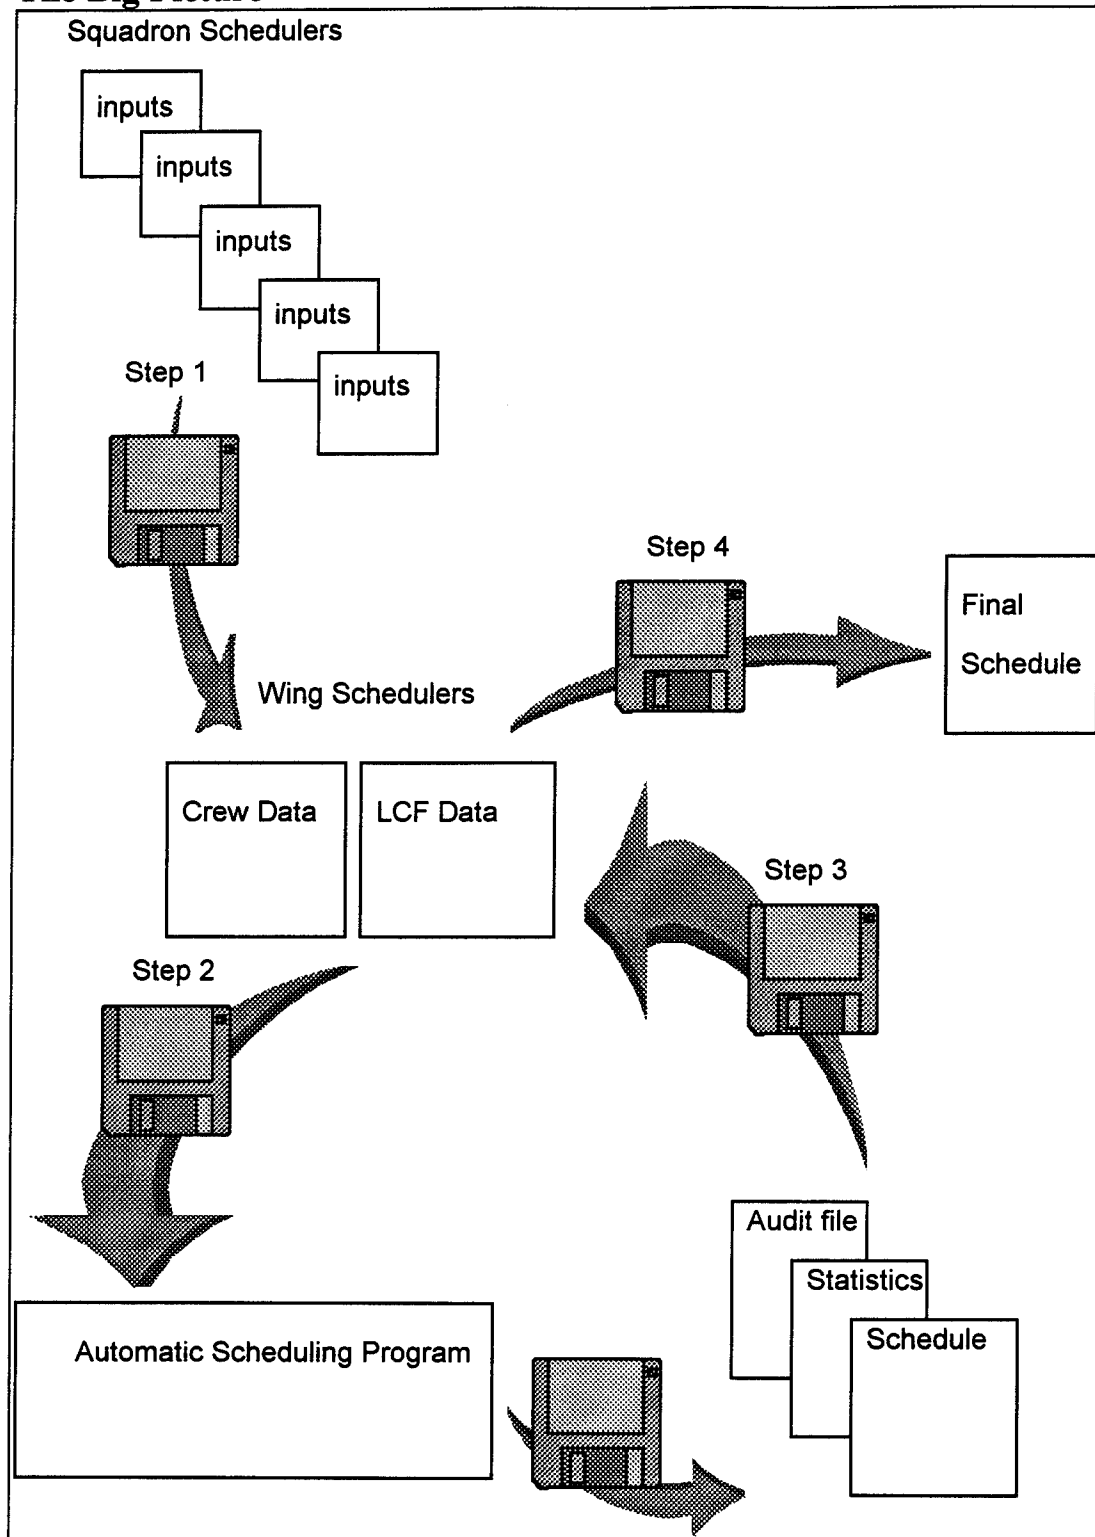 Squadron Schedulers
inputs
inputs
inputs
inputs
inputs
Step 1
Step 4
Final
Schedule
Wing Schedulers
Crew Data
LCF Data
Step 3
Step 2
Audit file
Statistics
Schedule
Automatic Scheduling Program